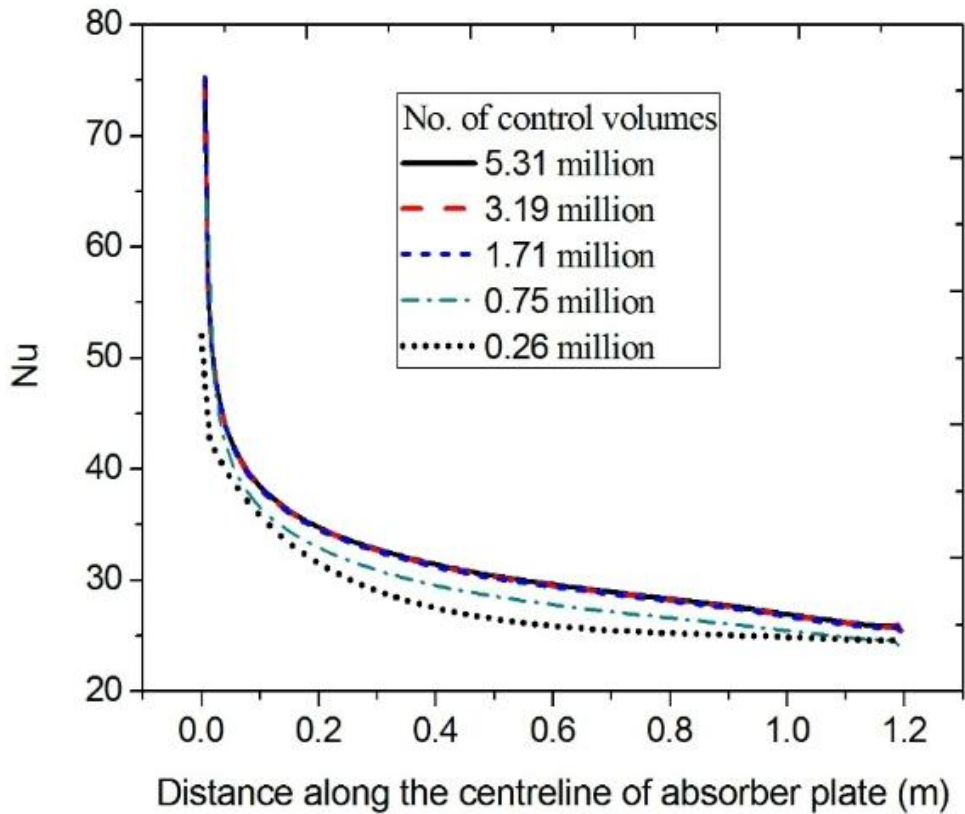 80
70
60
50
40
30
20
Nu
No. of control volumes
5.31 million
3.19 million
1.71 million
0.75 million
0.26 million
0.0 0.2 0.4 0.6 0.8 1.0 1.2
Distance along the centreline of absorber plate (m)